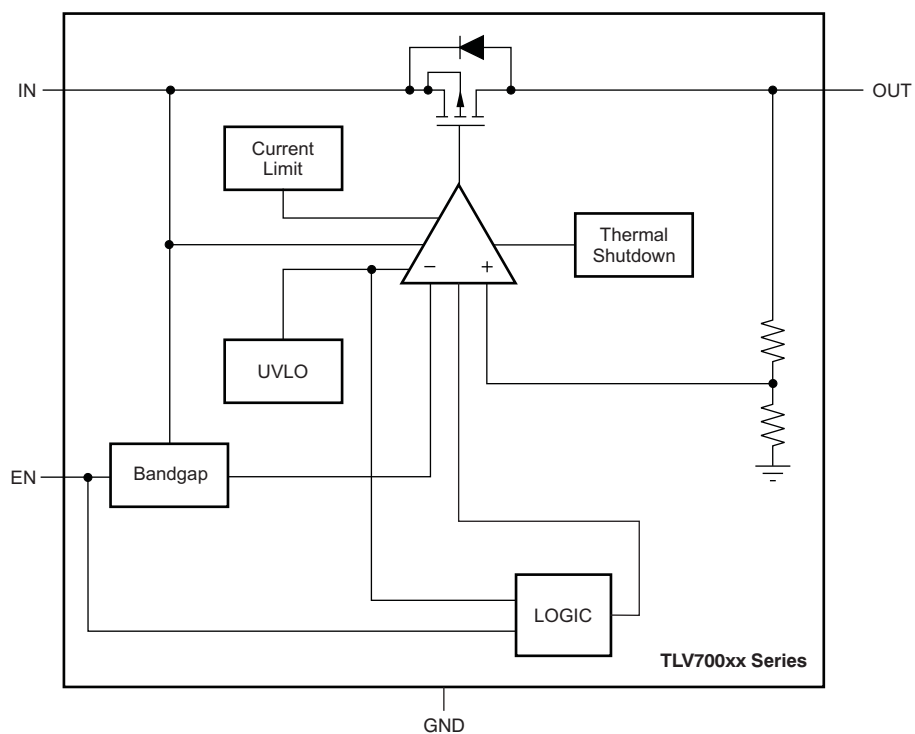 IN
OUT
Current
Limit
Thermal
Shutdown
−
+
UVLO
EN
Bandgap
LOGIC
TLV700xx Series
GND